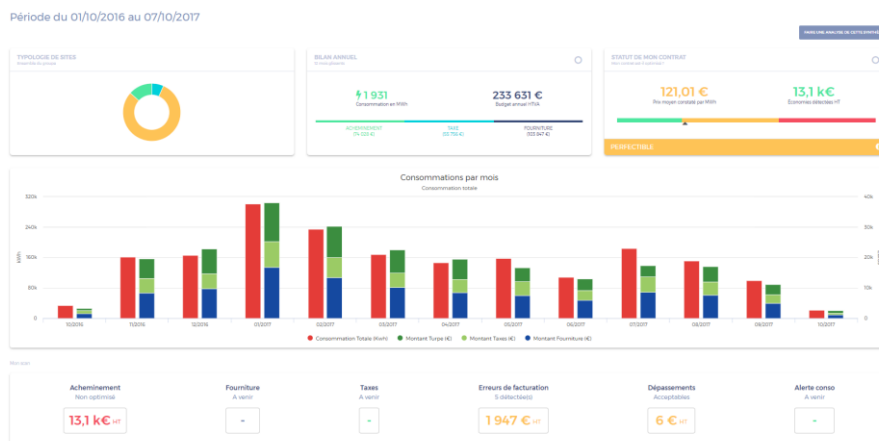 Période du 01/10/2016 au 07/10/2017
TYPOLOGIE DE SITES
Ensemble du groupe
BILAN ANNUEL
STATUT DE MON CONTRAT
1 931
Consommation en MWh
233 631 €
Budget annuel HTVA
ACHEMINEMENT
TAXE
FOURNITURE
121,01 €
Prix moyen constaté par MWh
13,1 k€
Économies détectées HT
PERFECTIBLE
Consommations par mois
Consommation totale
kWh
320k
240k
160k
80k
0
40k
30k
20k
10k
0
10/2016
11/2016
12/2016
01/2017
02/2017
03/2017
04/2017
05/2017
06/2017
07/2017
08/2017
09/2017
10/2017
Consommation Totale (Kwh)
Montant Turpe (€)
Montant Taxes (€)
Montant Fourniture (€)
Acheminement
Non optimisé
13,1 k€ HT
Fourniture
A venir
-
Taxes
A venir
-
Erreurs de facturation
5 détectée(s)
1 947 € HT
Dépassements
Acceptables
6 € HT
Alerte conso
A venir
-